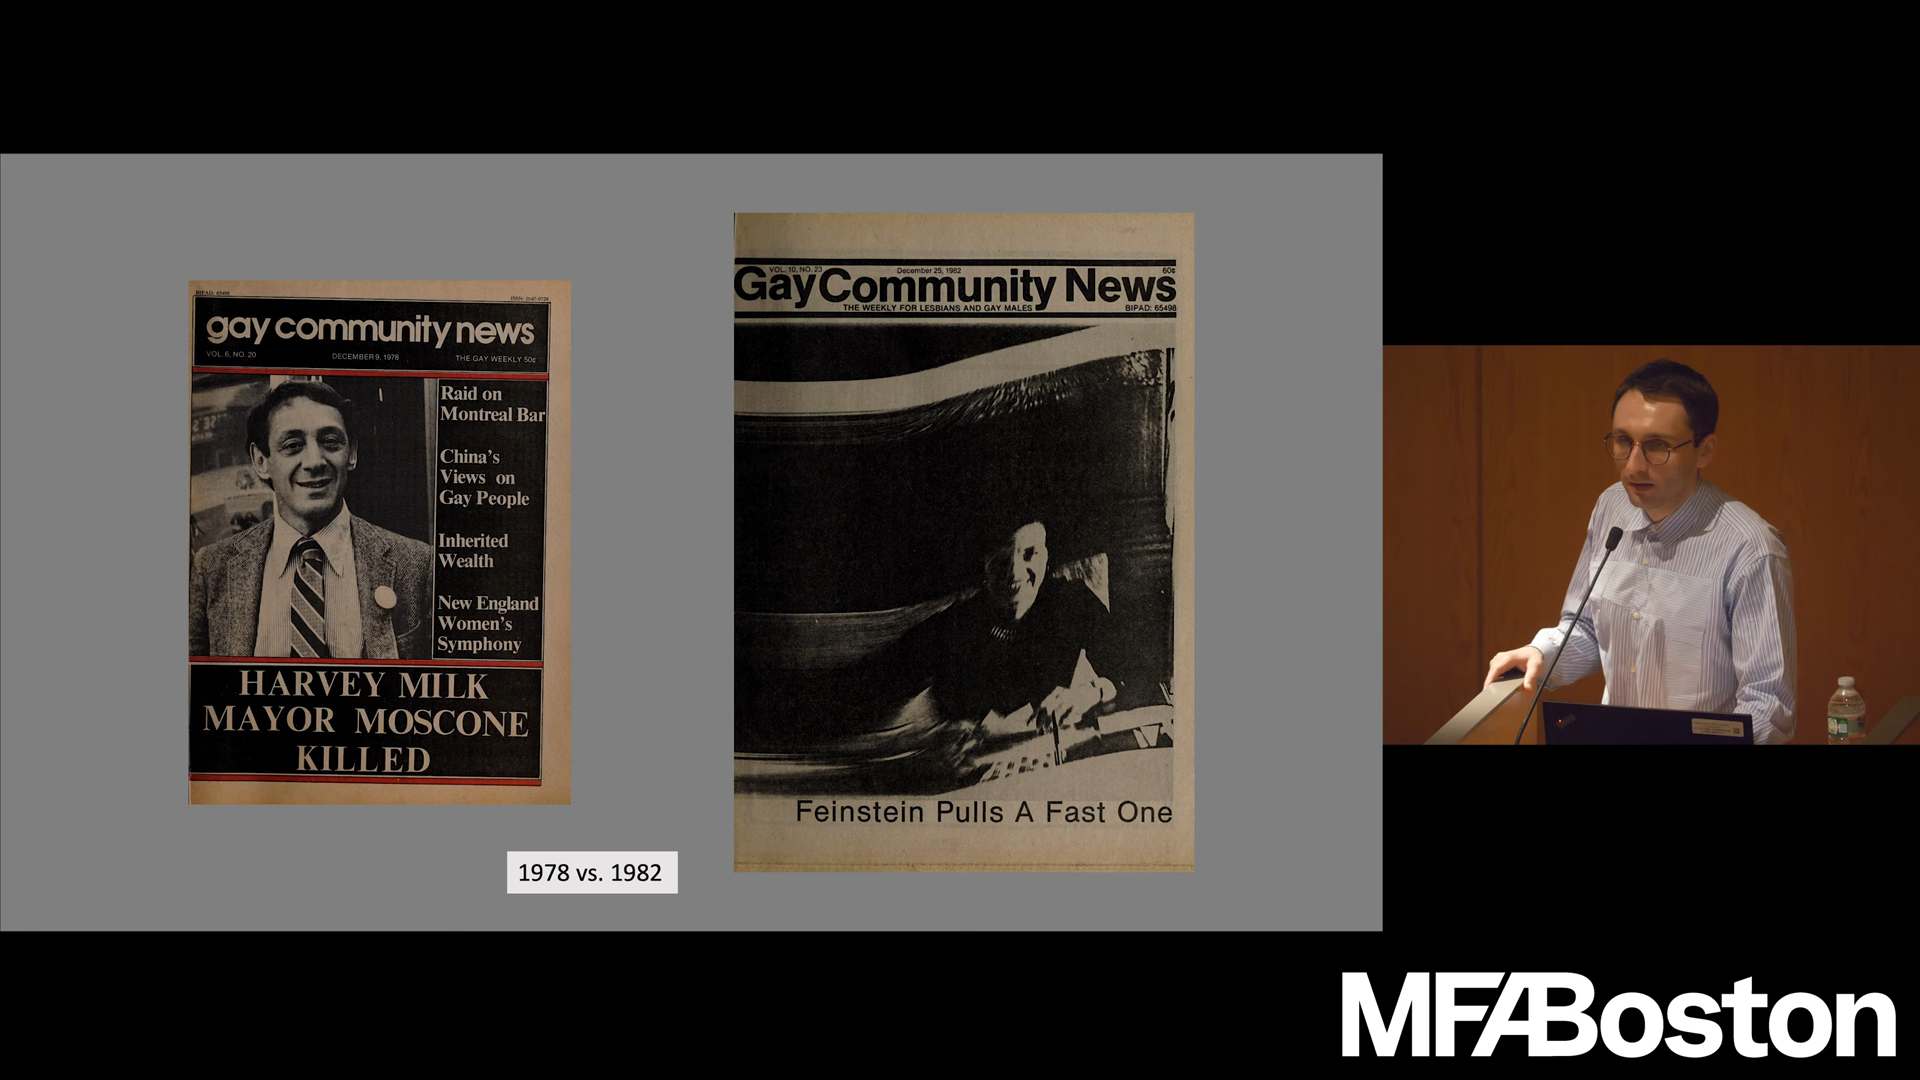 BIPAD: 65498
ISSN: 0147-0728
gay community news
VOL. 6, NO. 20
DECEMBER 9, 1978
THE GAY WEEKLY 50¢
Raid on
Montreal Bar
China's
Views on
Gay People
Inherited
Wealth
New England
Women's
Symphony
HARVEY MILK
MAYOR MOSCONE
KILLED
VOL. 10, NO. 23
December 25, 1982
60¢
Gay Community News
THE WEEKLY FOR LESBIANS AND GAY MALES
BIPAD: 65498
Feinstein Pulls A Fast One
1978 vs. 1982
MFABoston